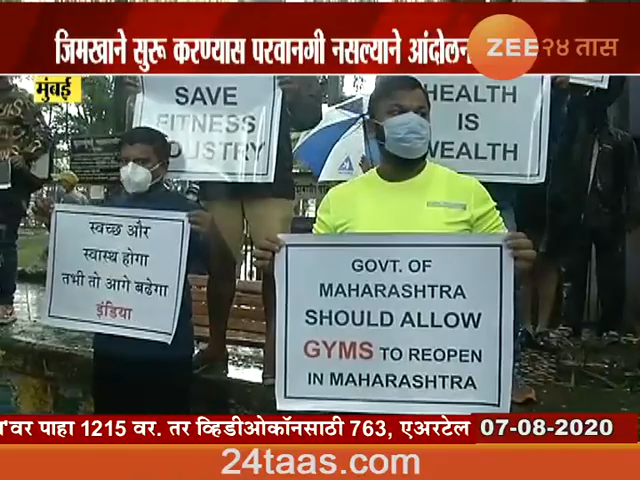 जिमखाने सुरू करण्यास परवानगी नसल्याने आंदोलन
ZEE २४ तास
मुंबई
SAVE
FITNESS
INDUSTRY
HEALTH
IS
WEALTH
स्वच्छ और
स्वास्थ होगा
तभी तो आगे बढेगा
इंडिया
GOVT. OF
MAHARASHTRA
SHOULD ALLOW
GYMS TO REOPEN
IN MAHARASHTRA
'वर पाहा 1215 वर. तर व्हिडीओकॉनसाठी 763, एअरटेल
07-08-2020
24taas.com